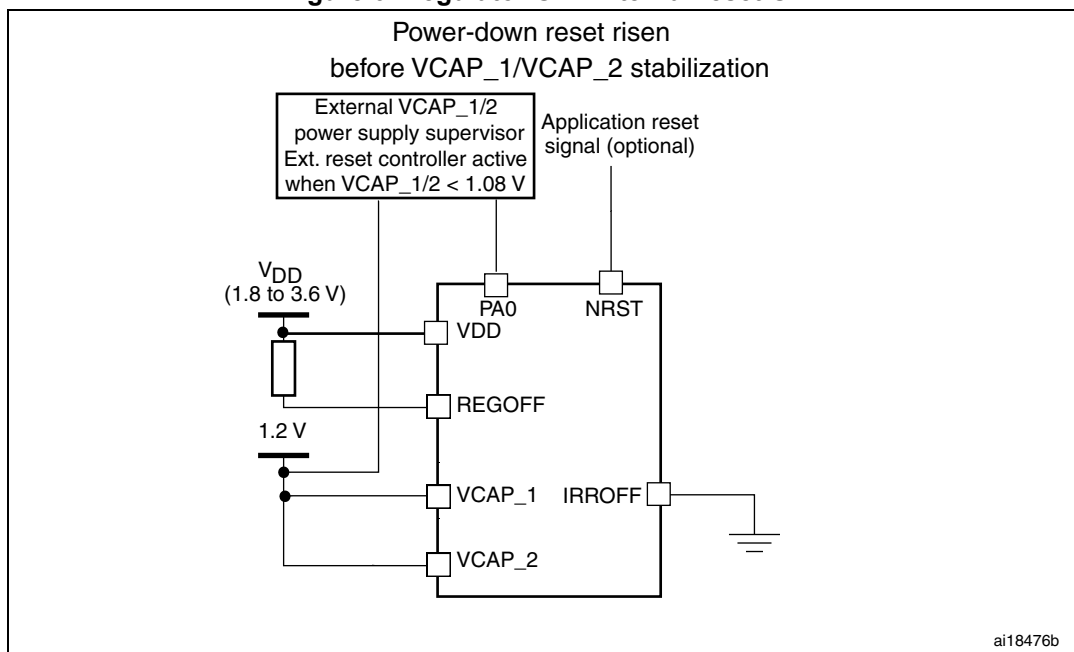 Power-down reset risen
before VCAP_1/VCAP_2 stabilization
External VCAP_1/2
power supply supervisor
Ext. reset controller active
when VCAP_1/2 < 1.08 V
Application reset
signal (optional)
VDD
(1.8 to 3.6 V)
PA0
NRST
VDD
REGOFF
1.2 V
VCAP_1
IRROFF
VCAP_2
ai18476b